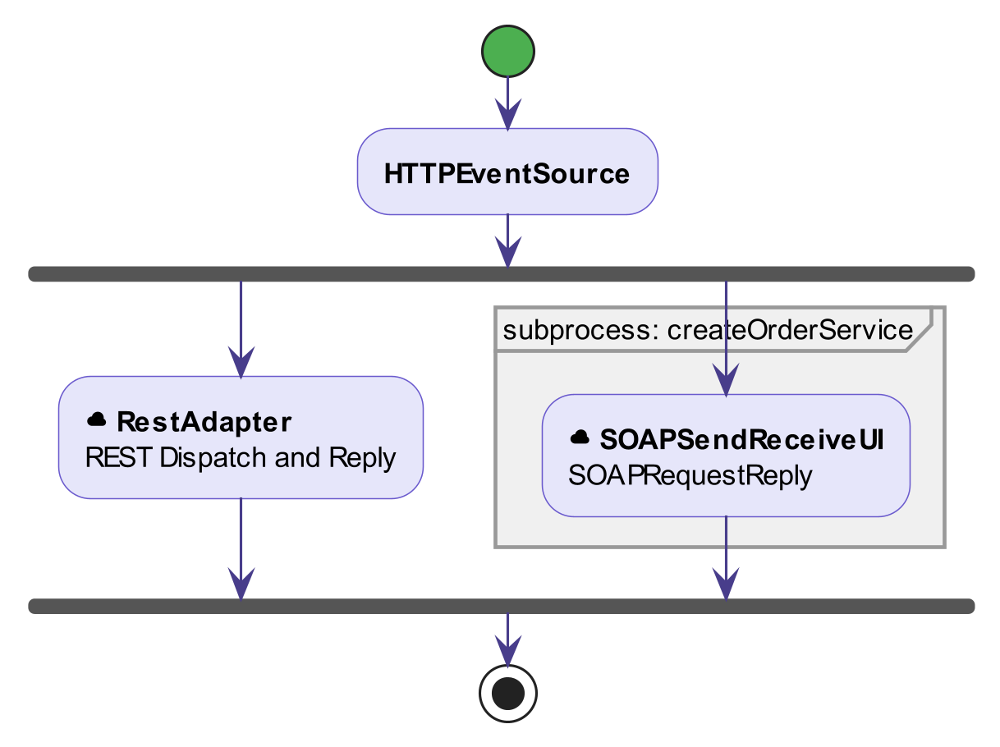 HTTPEventSource
RestAdapter
REST Dispatch and Reply
subprocess: createOrderService
SOAPSendReceiveUI
SOAPRequestReply